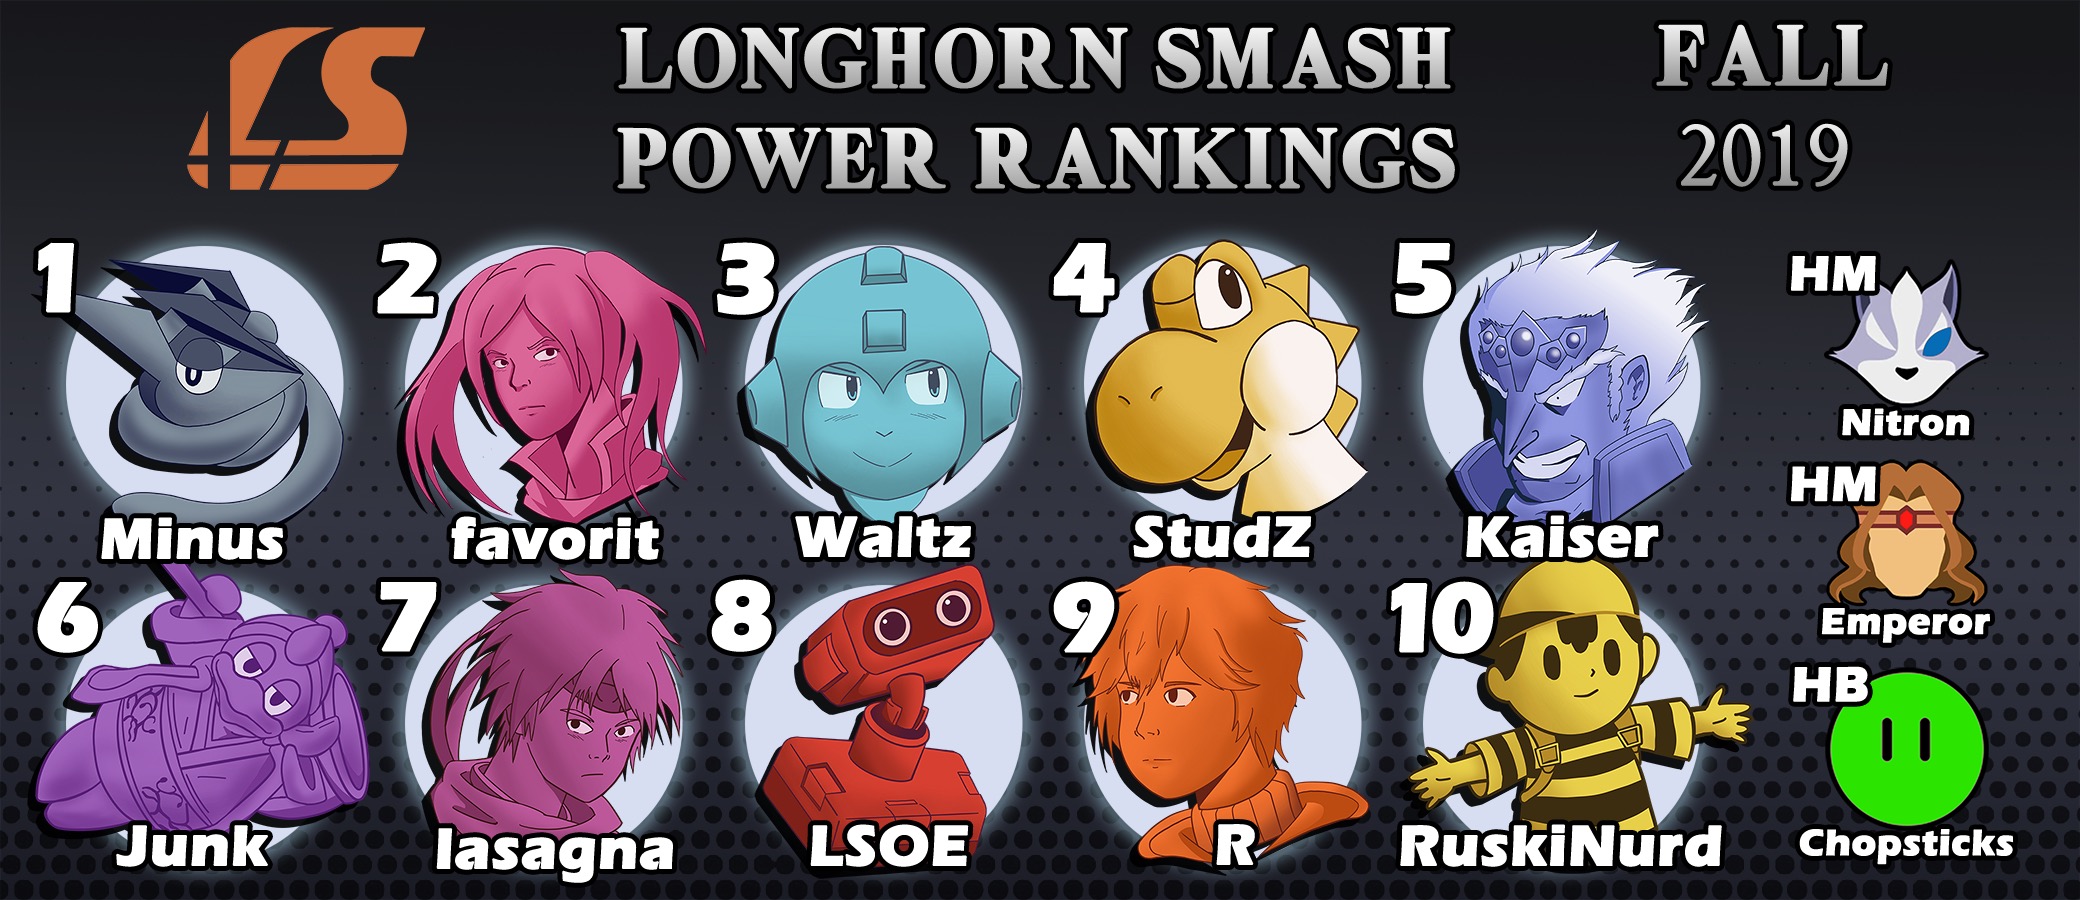 LS
LONGHORN SMASH
POWER RANKINGS
FALL
2019
1
Minus
2
favorit
3
Waltz
4
StudZ
5
Kaiser
6
Junk
7
lasagna
8
LSOE
9
R
10
RuskiNurd
HM
Nitron
HM
Emperor
HB
Chopsticks